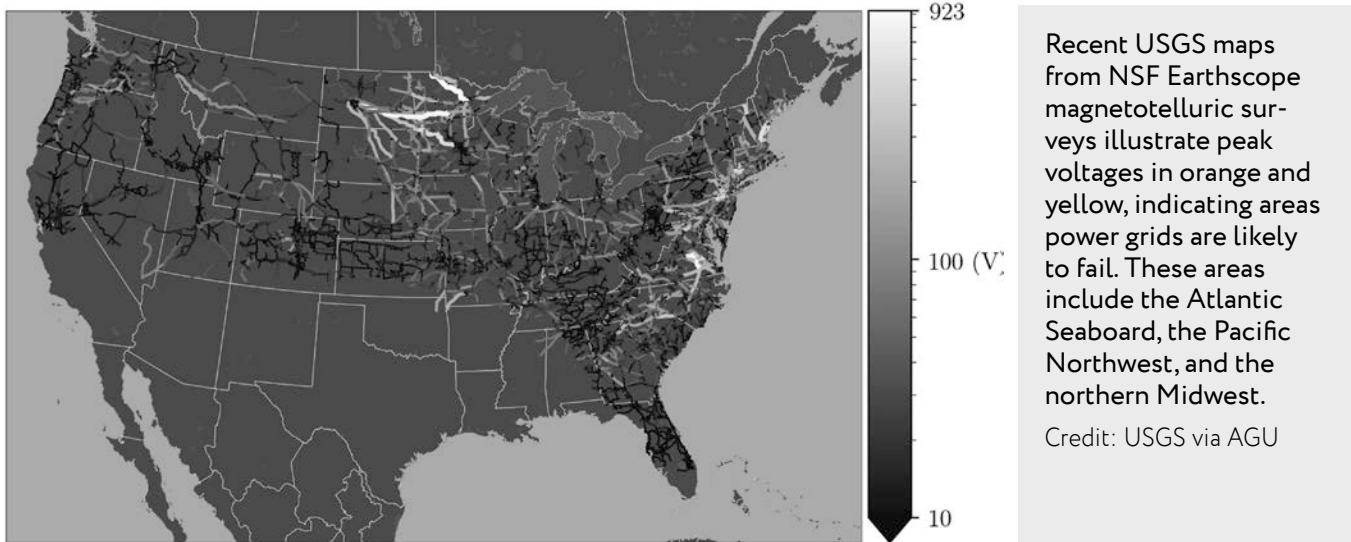 923
100 (V)
10
Recent USGS maps
from NSF Earthscope
magnetotelluric sur-
veys illustrate peak
voltages in orange and
yellow, indicating areas
power grids are likely
to fail. These areas
include the Atlantic
Seaboard, the Pacific
Northwest, and the
northern Midwest.
Credit: USGS via AGU